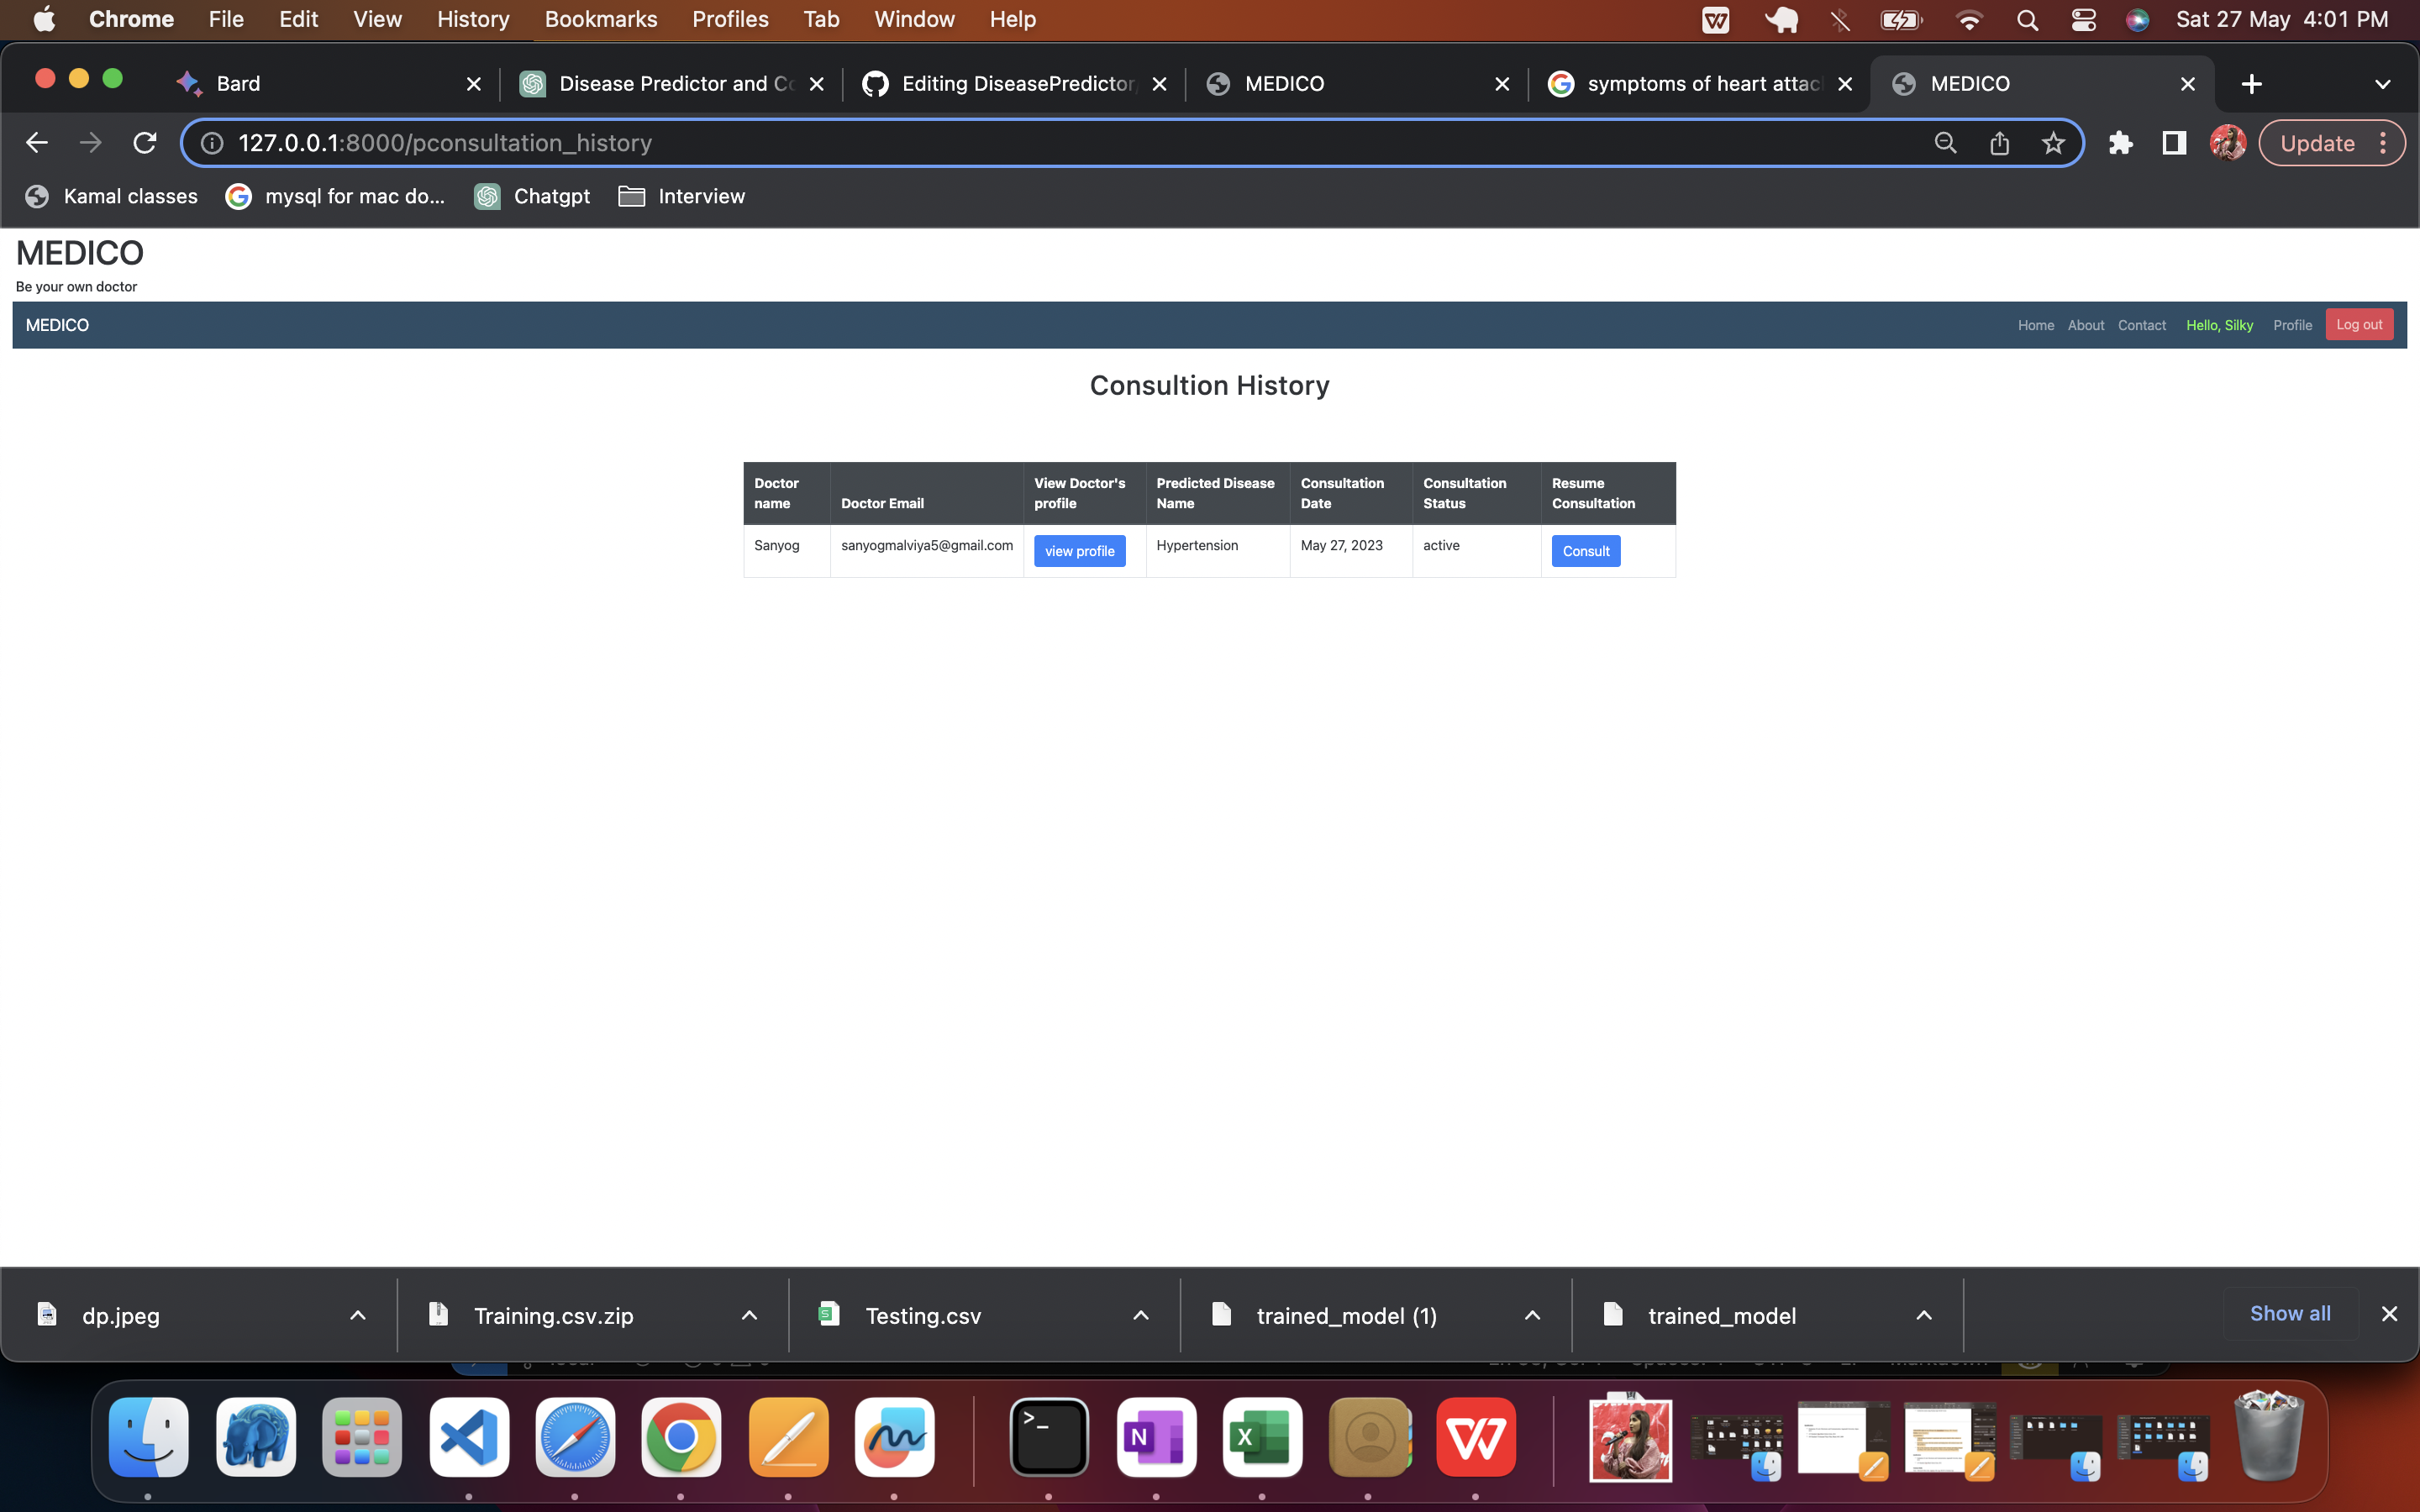 Chrome File Edit View History Bookmarks Profiles Tab Window Help Sat 27 May 4:01 PM
Bard Disease Predictor and Co Editing DiseasePredictor MEDICO symptoms of heart attac MEDICO
127.0.0.1:8000/pconsultation_history Update
Kamal classes mysql for mac do... Chatgpt Interview
MEDICO
Be your own doctor
MEDICO Home About Contact Hello, Silky Profile Log out
Consultion History
Doctor name Doctor Email View Doctor's profile Predicted Disease Name Consultation Date Consultation Status Resume Consultation
Sanyog sanyogmalviya5@gmail.com view profile Hypertension May 27, 2023 active Consult
dp.jpeg Training.csv.zip Testing.csv trained_model (1) trained_model Show all